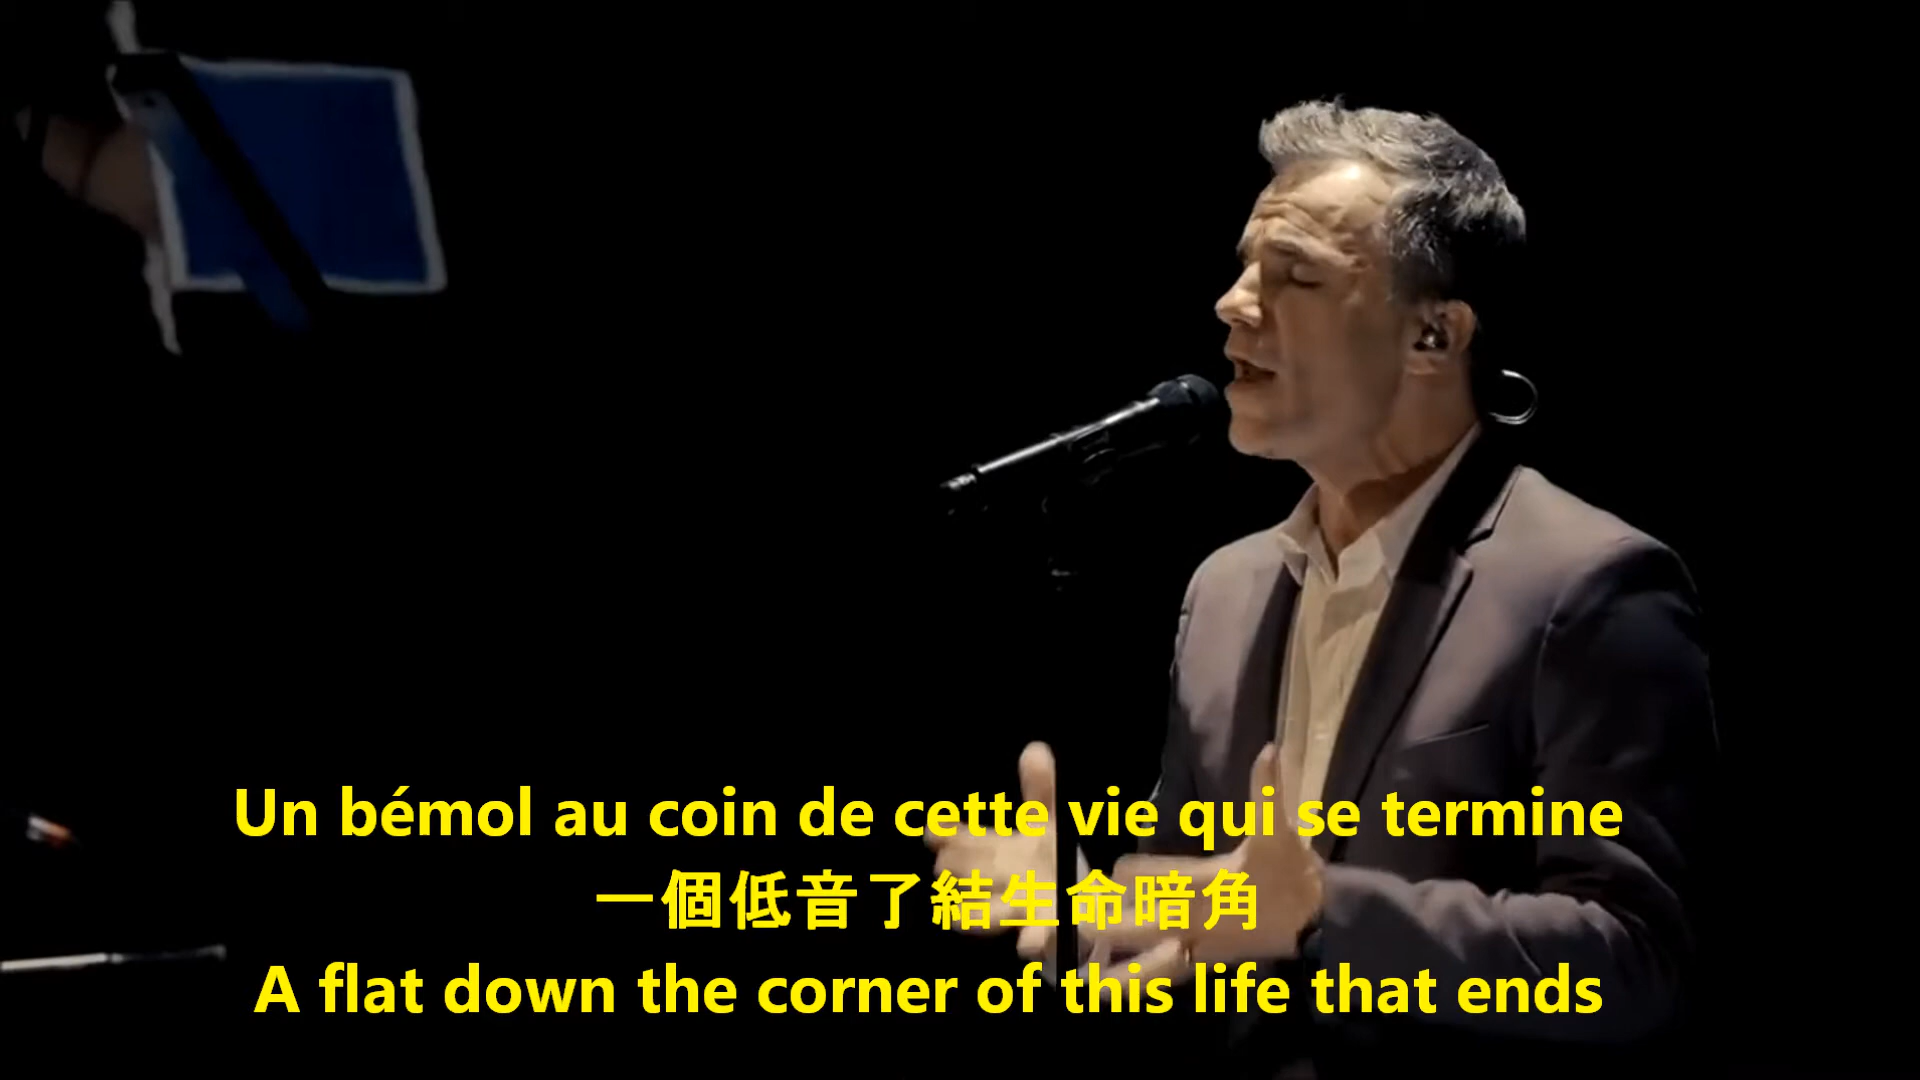 Un bémol au coin de cette vie qui se termine
一個低音了結生命暗角
A flat down the corner of this life that ends